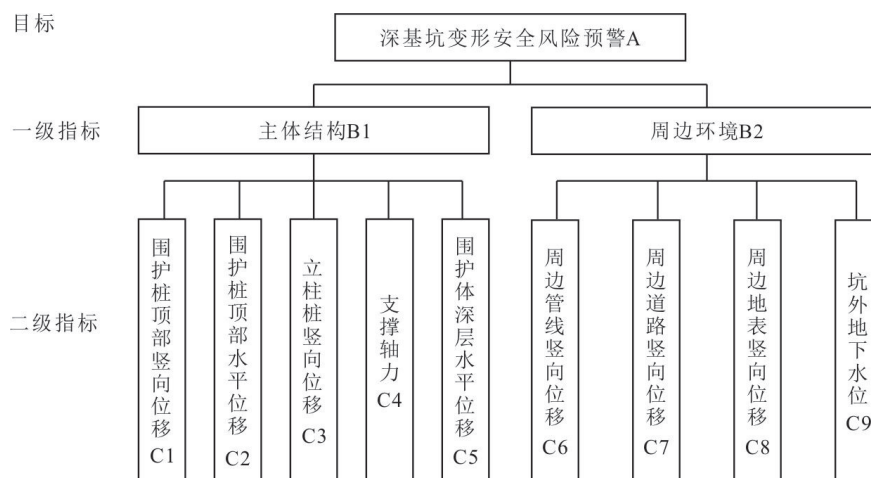 目标
深基坑变形安全风险预警A
一级指标
主体结构B1
周边环境B2
二级指标
围护桩顶部竖向位移C1
围护桩顶部水平位移C2
立柱桩竖向位移C3
支撑轴力C4
围护体深层水平位移C5
周边管线竖向位移C6
周边道路竖向位移C7
周边地表竖向位移C8
坑外地下水位C9